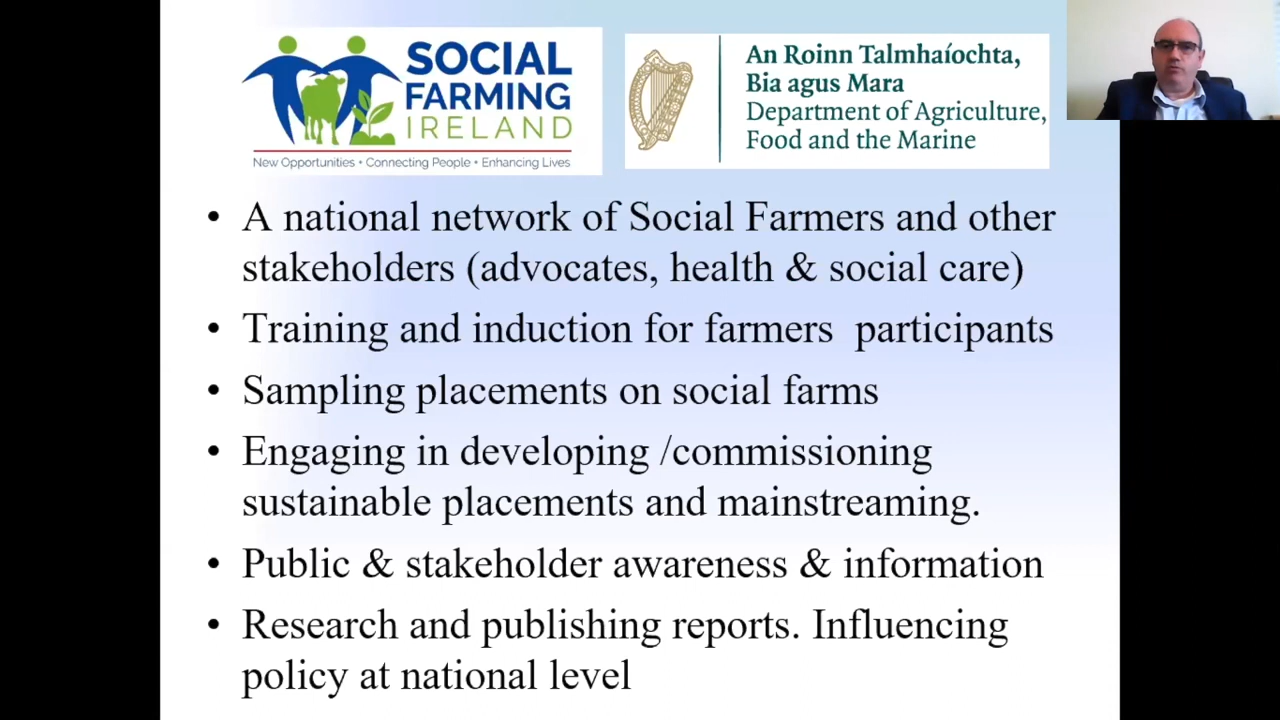 SOCIAL
FARMING
IRELAND
New Opportunities • Connecting People • Enhancing Lives
An Roinn Talmhaíochta,
Bia agus Mara
Department of Agriculture,
Food and the Marine
• A national network of Social Farmers and other
stakeholders (advocates, health & social care)
• Training and induction for farmers  participants
• Sampling placements on social farms
• Engaging in developing /commissioning
sustainable placements and mainstreaming.
• Public & stakeholder awareness & information
• Research and publishing reports. Influencing
policy at national level